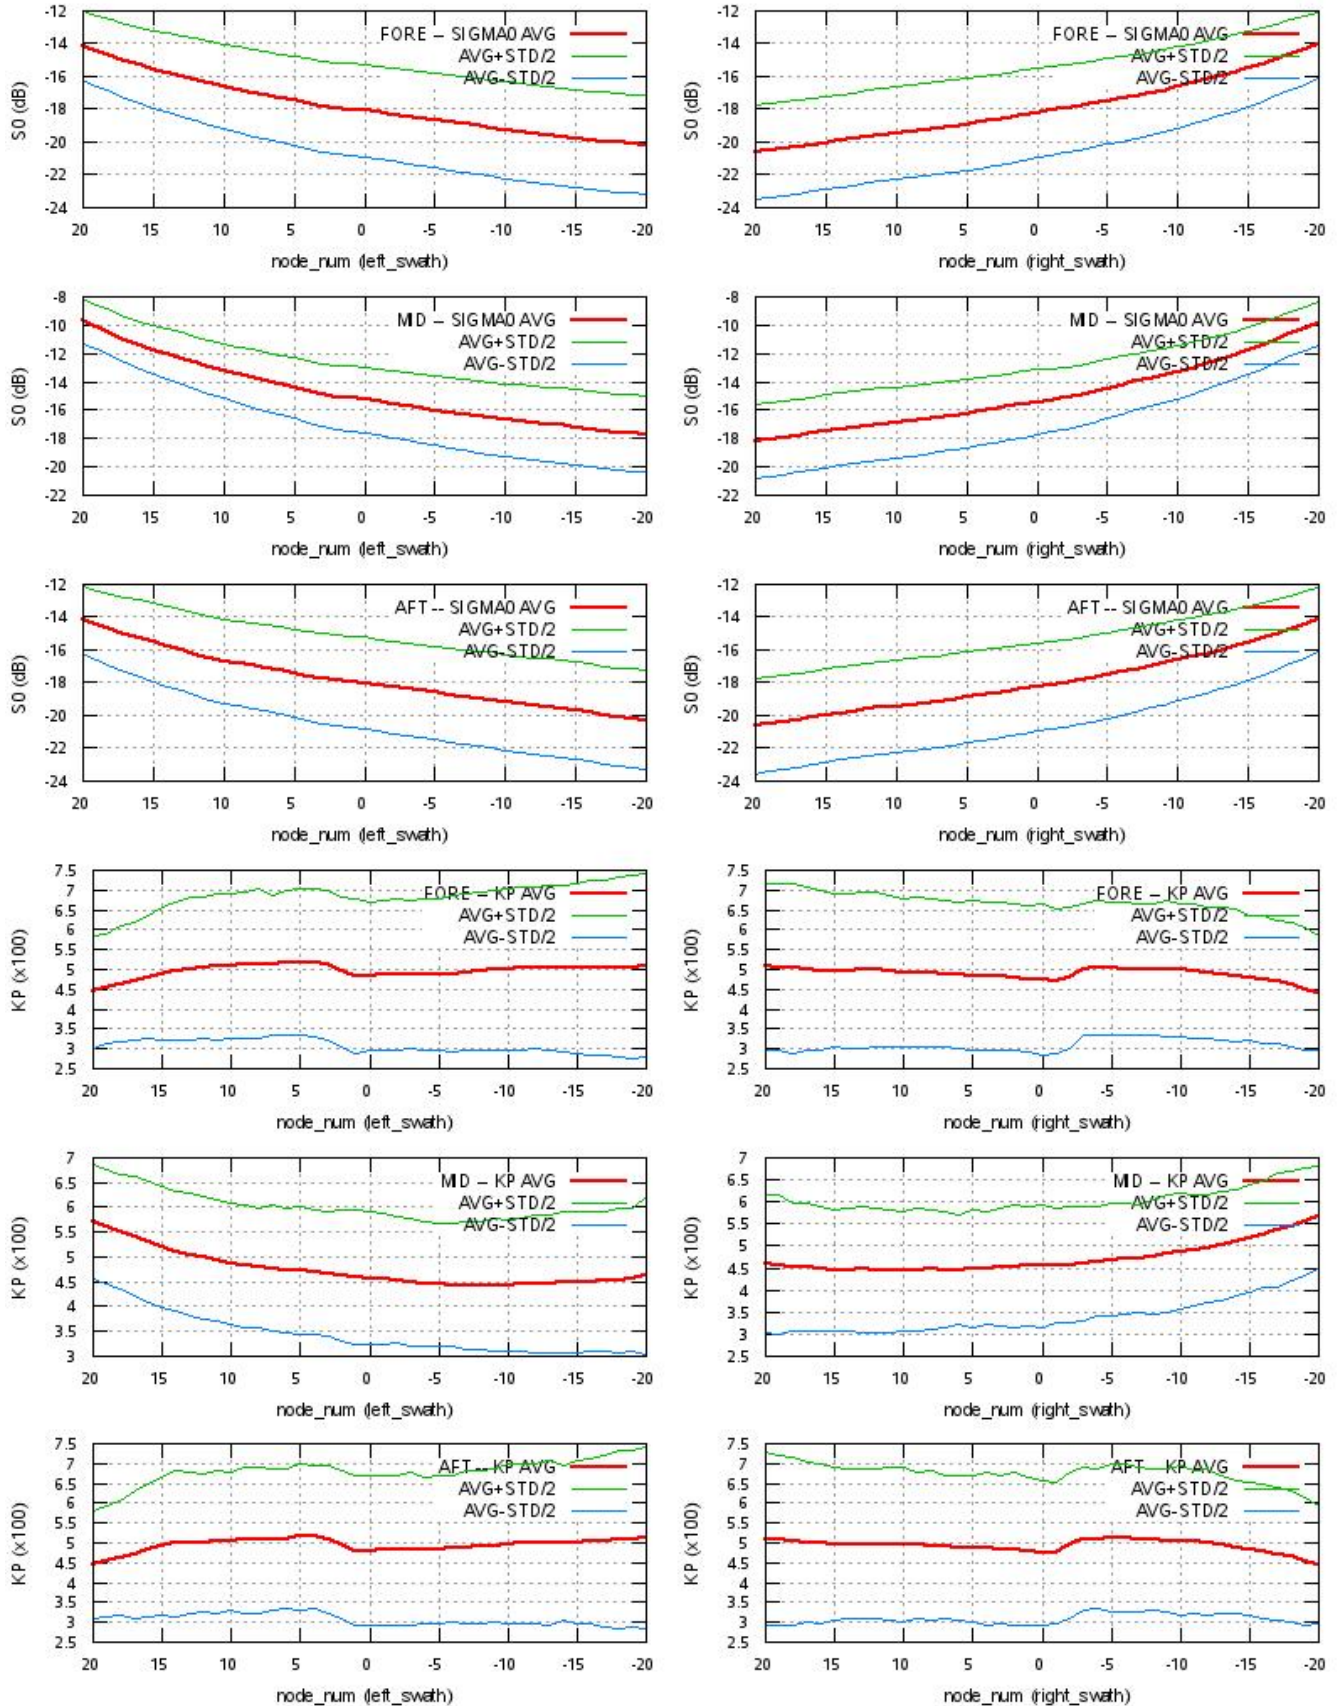 -12
-14
-16
-18
-20
-22
-24
S0 (dB)
FORE -- SIGMA0 AVG
AVG+STD/2
AVG-STD/2
20 15 10 5 0 -5 -10 -15 -20
node_num (left_swath)
-12
-14
-16
-18
-20
-22
-24
S0 (dB)
FORE -- SIGMA0 AVG
AVG+STD/2
AVG-STD/2
20 15 10 5 0 -5 -10 -15 -20
node_num (right_swath)
-8
-10
-12
-14
-16
-18
-20
-22
S0 (dB)
MID -- SIGMA0 AVG
AVG+STD/2
AVG-STD/2
20 15 10 5 0 -5 -10 -15 -20
node_num (left_swath)
-8
-10
-12
-14
-16
-18
-20
-22
S0 (dB)
MID -- SIGMA0 AVG
AVG+STD/2
AVG-STD/2
20 15 10 5 0 -5 -10 -15 -20
node_num (right_swath)
-12
-14
-16
-18
-20
-22
-24
S0 (dB)
AFT -- SIGMA0 AVG
AVG+STD/2
AVG-STD/2
20 15 10 5 0 -5 -10 -15 -20
node_num (left_swath)
-12
-14
-16
-18
-20
-22
-24
S0 (dB)
AFT -- SIGMA0 AVG
AVG+STD/2
AVG-STD/2
20 15 10 5 0 -5 -10 -15 -20
node_num (right_swath)
7.5
7
6.5
6
5.5
5
4.5
4
3.5
3
2.5
KP (x100)
FORE -- KP AVG
AVG+STD/2
AVG-STD/2
20 15 10 5 0 -5 -10 -15 -20
node_num (left_swath)
7.5
7
6.5
6
5.5
5
4.5
4
3.5
3
2.5
KP (x100)
FORE -- KP AVG
AVG+STD/2
AVG-STD/2
20 15 10 5 0 -5 -10 -15 -20
node_num (right_swath)
7
6.5
6
5.5
5
4.5
4
3.5
3
KP (x100)
MID -- KP AVG
AVG+STD/2
AVG-STD/2
20 15 10 5 0 -5 -10 -15 -20
node_num (left_swath)
7
6.5
6
5.5
5
4.5
4
3.5
3
2.5
KP (x100)
MID -- KP AVG
AVG+STD/2
AVG-STD/2
20 15 10 5 0 -5 -10 -15 -20
node_num (right_swath)
7.5
7
6.5
6
5.5
5
4.5
4
3.5
3
2.5
KP (x100)
AFT -- KP AVG
AVG+STD/2
AVG-STD/2
20 15 10 5 0 -5 -10 -15 -20
node_num (left_swath)
7.5
7
6.5
6
5.5
5
4.5
4
3.5
3
2.5
KP (x100)
AFT -- KP AVG
AVG+STD/2
AVG-STD/2
20 15 10 5 0 -5 -10 -15 -20
node_num (right_swath)